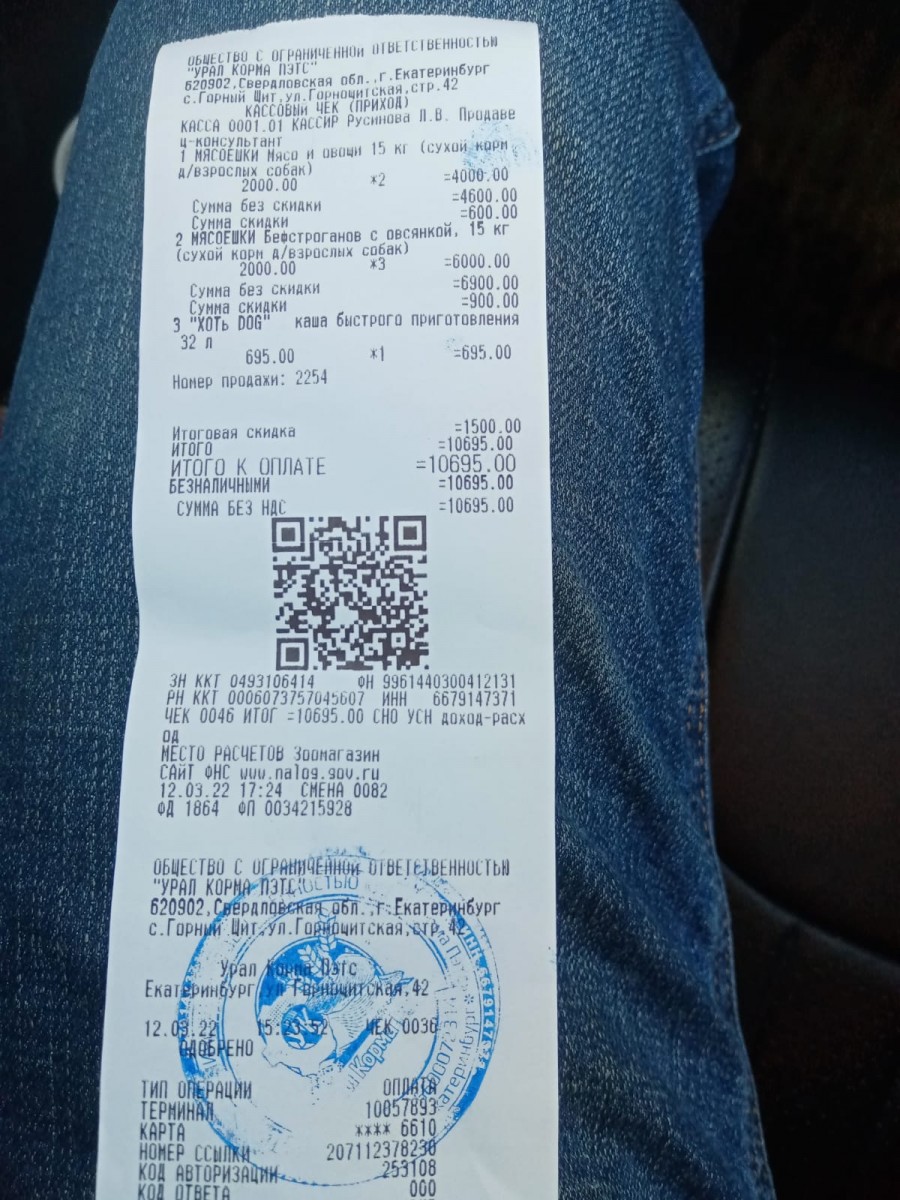 ОБЩЕСТВО С ОГРАНИЧЕННОЙ ОТВЕТСТВЕННОСТЬЮ
"УРАЛ КОРМА ПЭТС"
620902,Свердловская обл.,г.Екатеринбург
с.Горный Щит,ул.Горнощитская,стр.42
КАССОВЫЙ ЧЕК (ПРИХОД)
КАССА 0001.01 КАССИР Русинова Л.В. Продаве
ц-консультант
1 МЯСОЕШКИ Мясо и овощи 15 кг (сухой корм
д/взрослых собак)
2000.00 *2 =4000.00
Сумма без скидки =4600.00
Сумма скидки =600.00
2 МЯСОЕШКИ Бефстроганов с овсянкой, 15 кг
(сухой корм д/взрослых собак)
2000.00 *3 =6000.00
Сумма без скидки =6900.00
Сумма скидки =900.00
3 "ХОТЬ DOG" каша быстрого приготовления
32 л
695.00 *1 =695.00
Номер продажи: 2254
Итоговая скидка =1500.00
ИТОГО =10695.00
ИТОГО К ОПЛАТЕ =10695.00
БЕЗНАЛИЧНЫМИ =10695.00
СУММА БЕЗ НДС =10695.00
ЗН ККТ 0493106414 ФН 9961440300412131
РН ККТ 0006073757045607 ИНН 6679147371
ЧЕК 0046 ИТОГ =10695.00 СНО УСН доход-расх
од
МЕСТО РАСЧЕТОВ Зоомагазин
САЙТ ФНС www.nalog.gov.ru
12.03.22 17:24 СМЕНА 0082
ФД 1864 ФП 0034215928
ОБЩЕСТВО С ОГРАНИЧЕННОЙ ОТВЕТСТВЕННОСТЬЮ
"УРАЛ КОРМА ПЭТС"
620902,Свердловская обл.,г.Екатеринбург
с.Горный Щит,ул.Горнощитская,стр.42
Урал Корма Пэтс
Екатеринбург ул Горнощитская,42
12.03.22 15:23:52 ЧЕК 0036
ОДОБРЕНО
ТИП ОПЕРАЦИИ ОПЛАТА
ТЕРМИНАЛ 10057893
КАРТА **** 6610
НОМЕР ССЫЛКИ 207112378230
КОД АВТОРИЗАЦИИ 253108
КОД ОТВЕТА 000